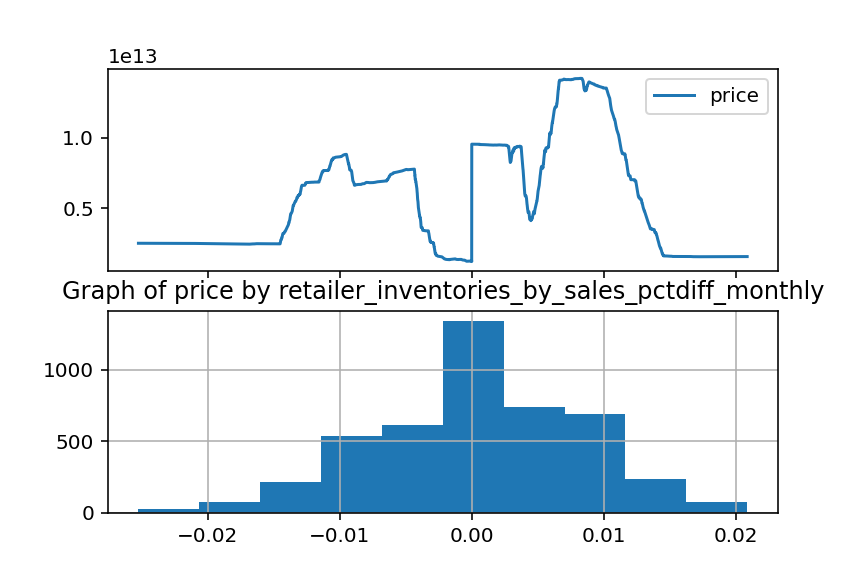 1e13
price
1.0
0.5
Graph of price by retailer_inventories_by_sales_pctdiff_monthly
1000
500
0
−0.02 −0.01 0.00 0.01 0.02